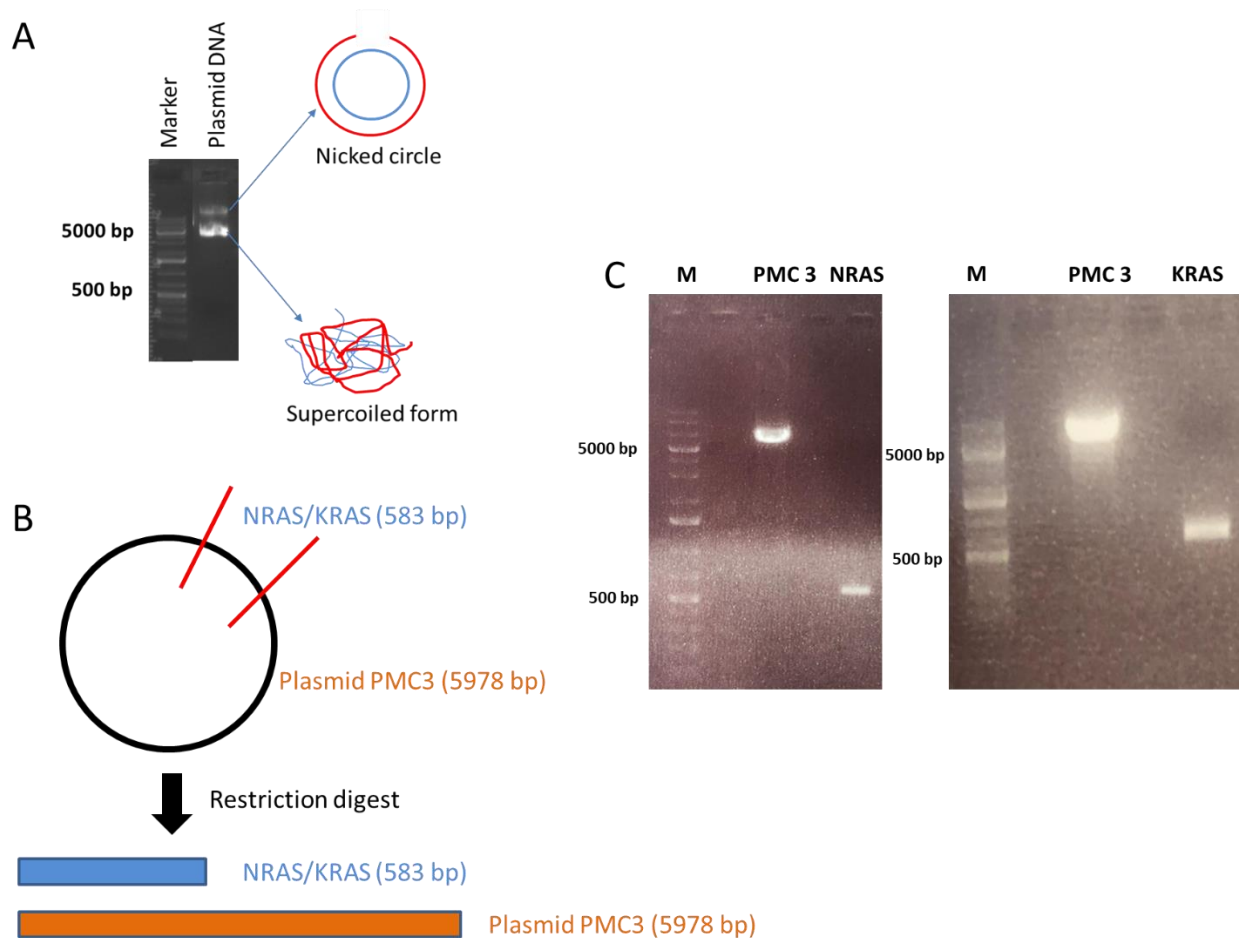 A
Marker
Plasmid DNA
Nicked circle
5000 bp
500 bp
Supercoiled form
B
NRAS/KRAS (583 bp)
Plasmid PMC3 (5978 bp)
Restriction digest
NRAS/KRAS (583 bp)
Plasmid PMC3 (5978 bp)
C
M PMC 3 NRAS
5000 bp
500 bp
M PMC 3 KRAS
5000 bp
500 bp